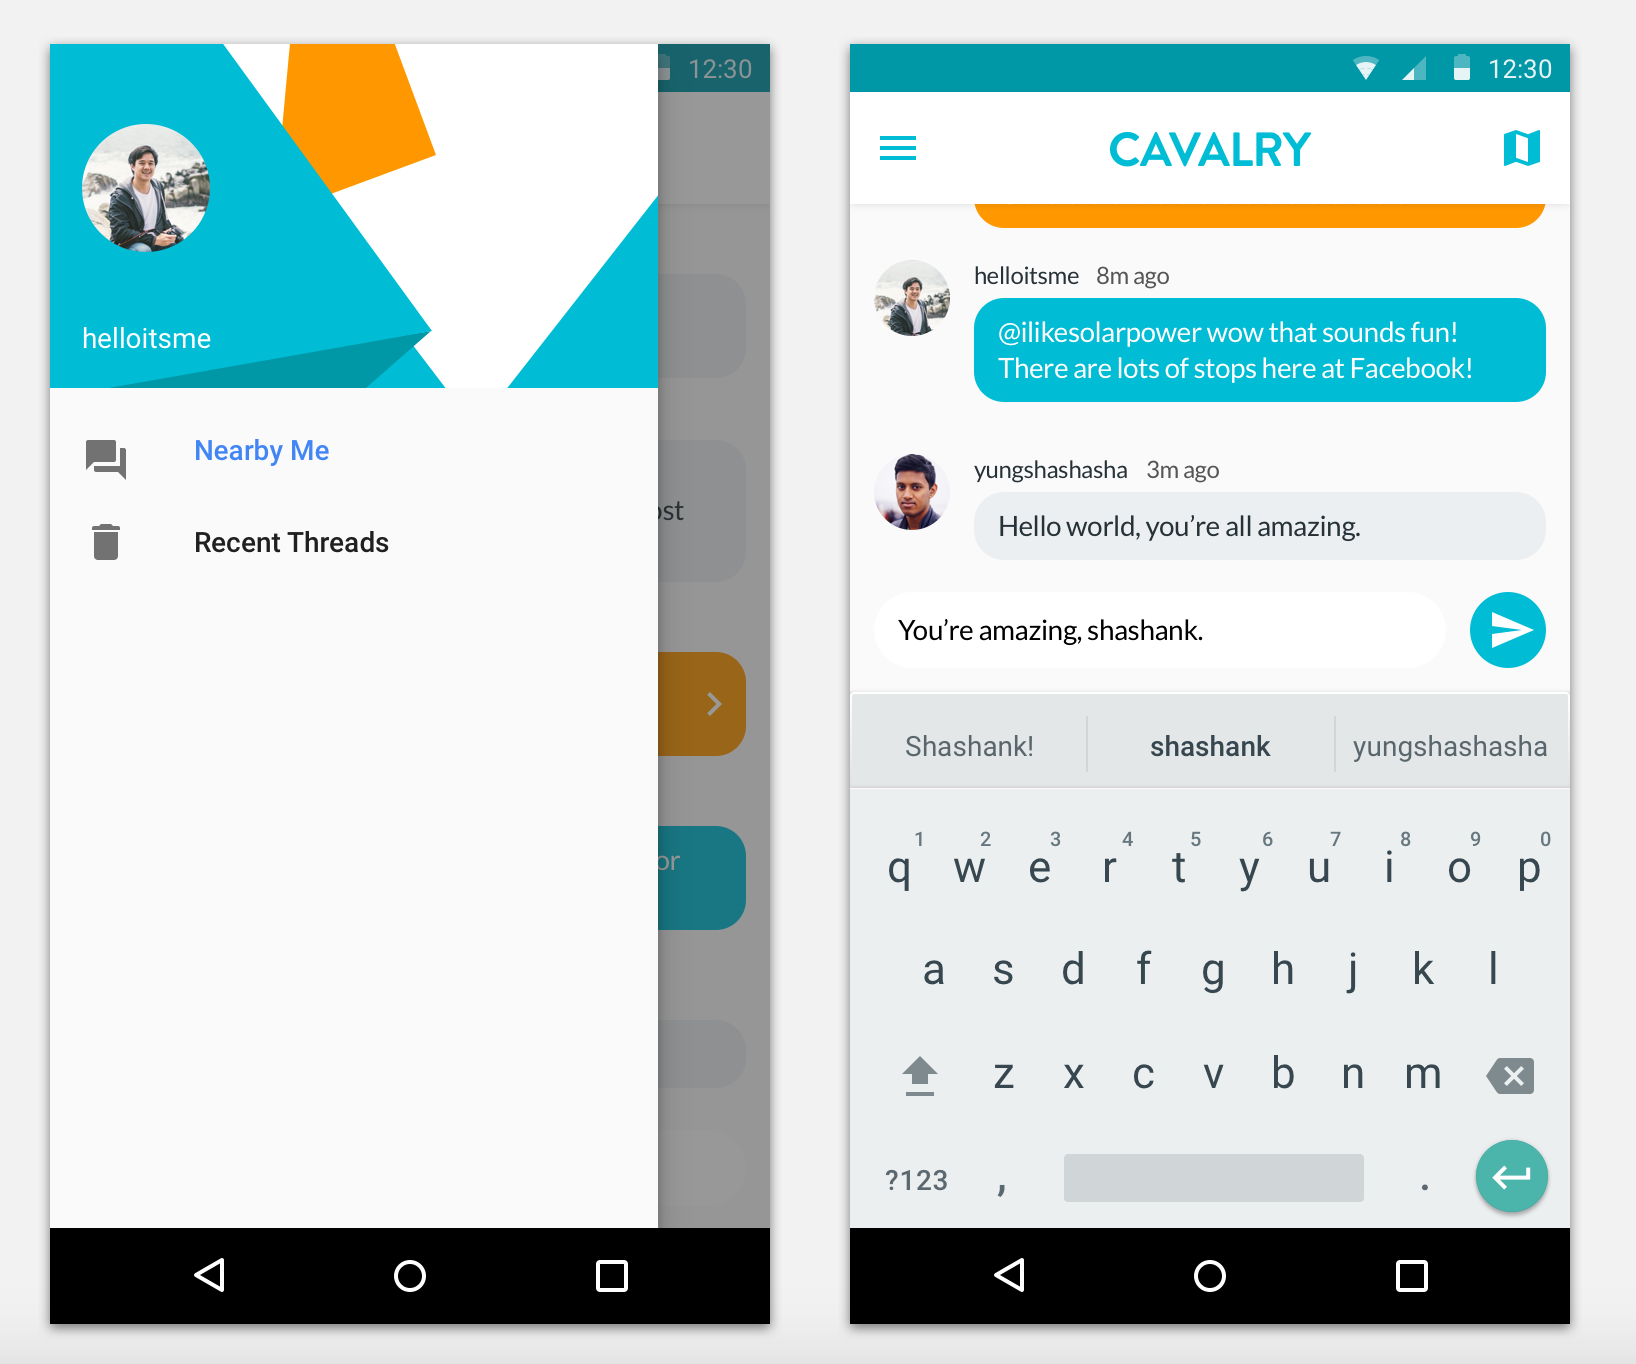 12:30
helloitsme
Nearby Me
Recent Threads
ost
or
12:30
CAVALRY
helloitsme 8m ago
@ilikesolarpower wow that sounds fun!
There are lots of stops here at Facebook!
yungshashasha 3m ago
Hello world, you're all amazing.
You're amazing, shashank.
Shashank! shashank yungshashasha
1 2 3 4 5 6 7 8 9 0
q w e r t y u i o p
a s d f g h j k l
z x c v b n m
?123 , .